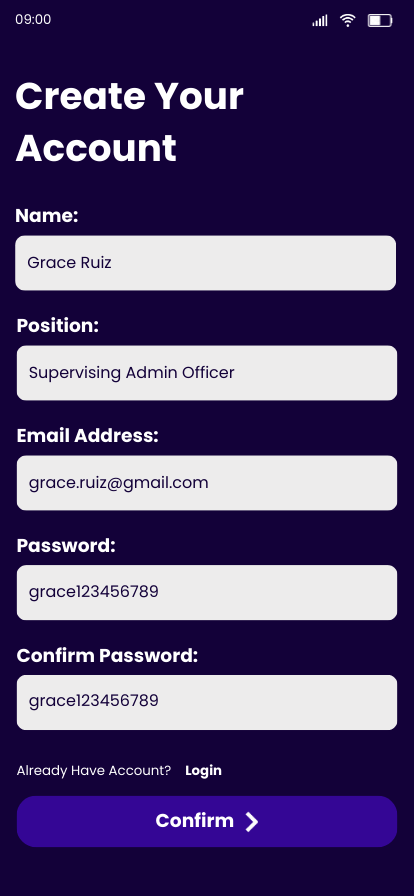 09:00
Create Your
Account
Name:
Grace Ruiz
Position:
Supervising Admin Officer
Email Address:
grace.ruiz@gmail.com
Password:
grace123456789
Confirm Password:
grace123456789
Already Have Account? Login
Confirm